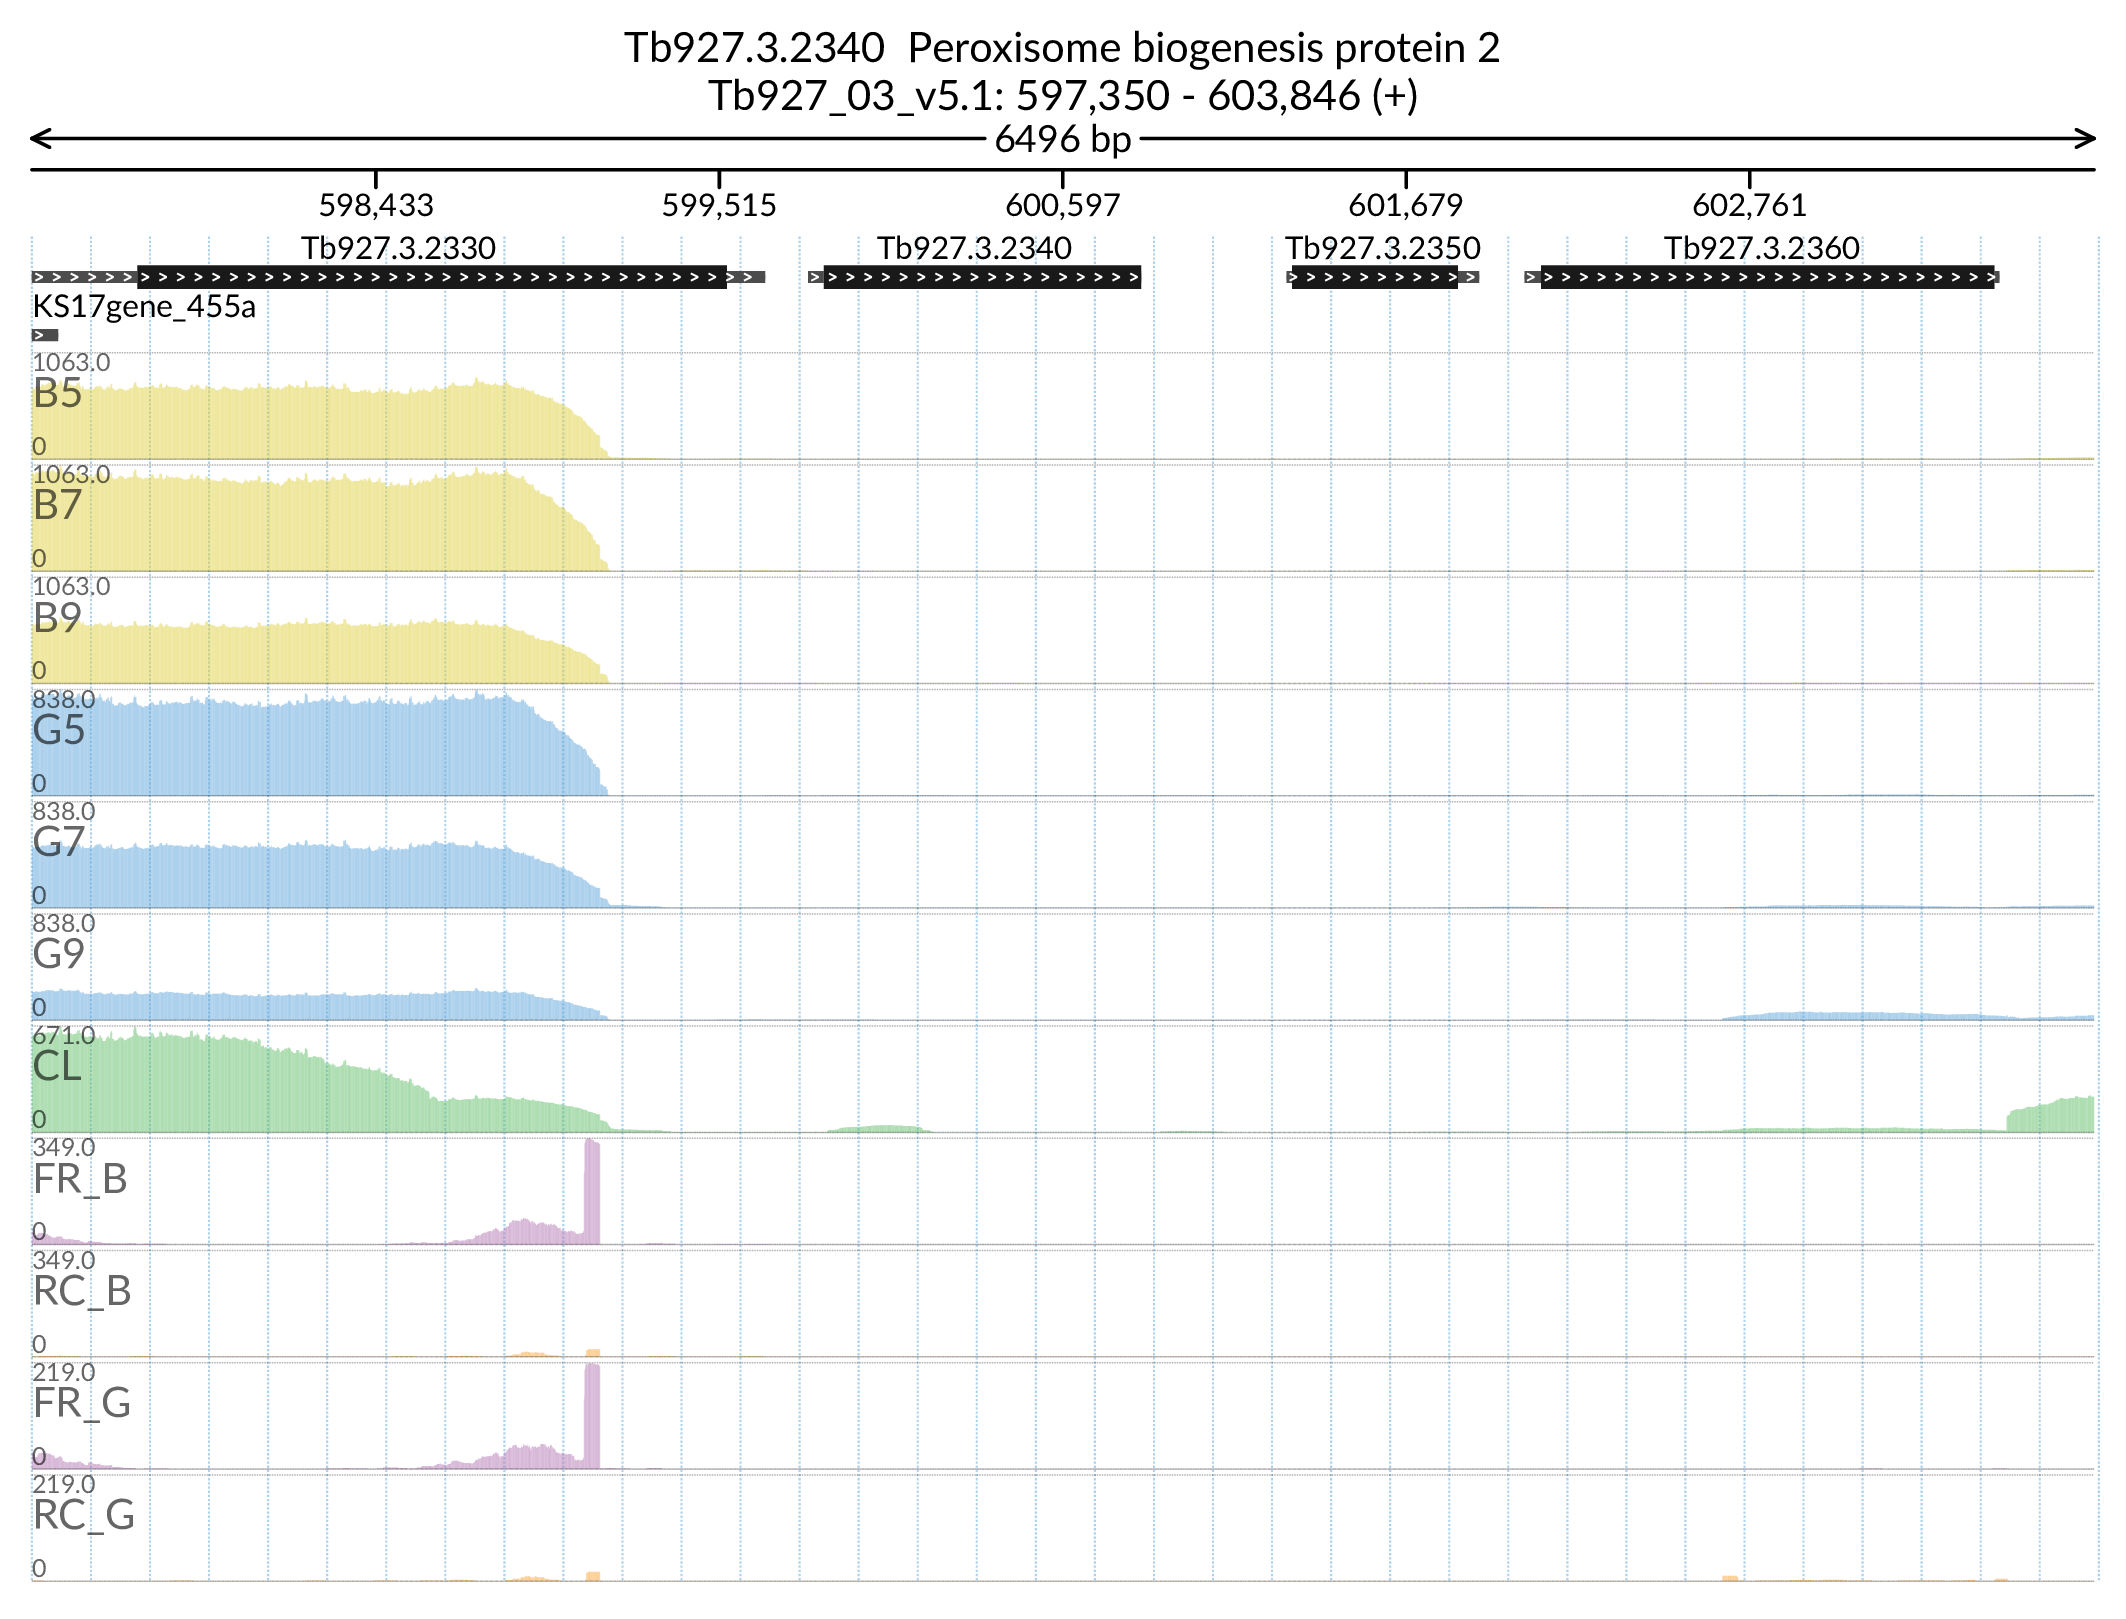 Tb927.3.2340 Peroxisome biogenesis protein 2
Tb927_03_v5.1: 597,350 - 603,846 (+)
6496 bp
598,433 599,515 600,597 601,679 602,761
Tb927.3.2330 Tb927.3.2340 Tb927.3.2350 Tb927.3.2360
KS17gene_455a
1063.0
B5
0
1063.0
B7
0
1063.0
B9
0
838.0
G5
0
838.0
G7
0
838.0
G9
0
671.0
CL
0
349.0
FR_B
0
349.0
RC_B
0
219.0
FR_G
0
219.0
RC_G
0